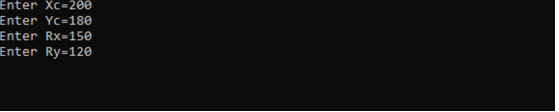 Enter Xc=200
Enter Yc=180
Enter Rx=150
Enter Ry=120